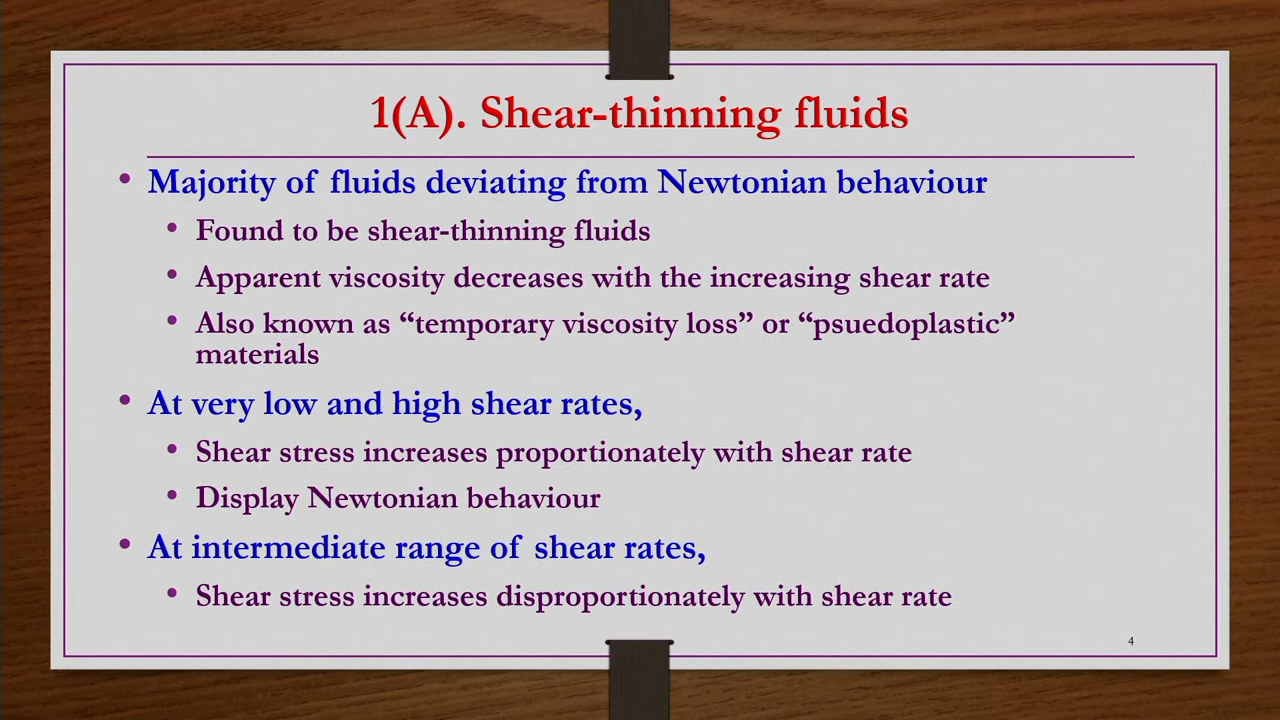 1(A). Shear-thinning fluids
• Majority of fluids deviating from Newtonian behaviour
• Found to be shear-thinning fluids
• Apparent viscosity decreases with the increasing shear rate
• Also known as “temporary viscosity loss” or “psuedoplastic”
materials
• At very low and high shear rates,
• Shear stress increases proportionately with shear rate
• Display Newtonian behaviour
• At intermediate range of shear rates,
• Shear stress increases disproportionately with shear rate
4